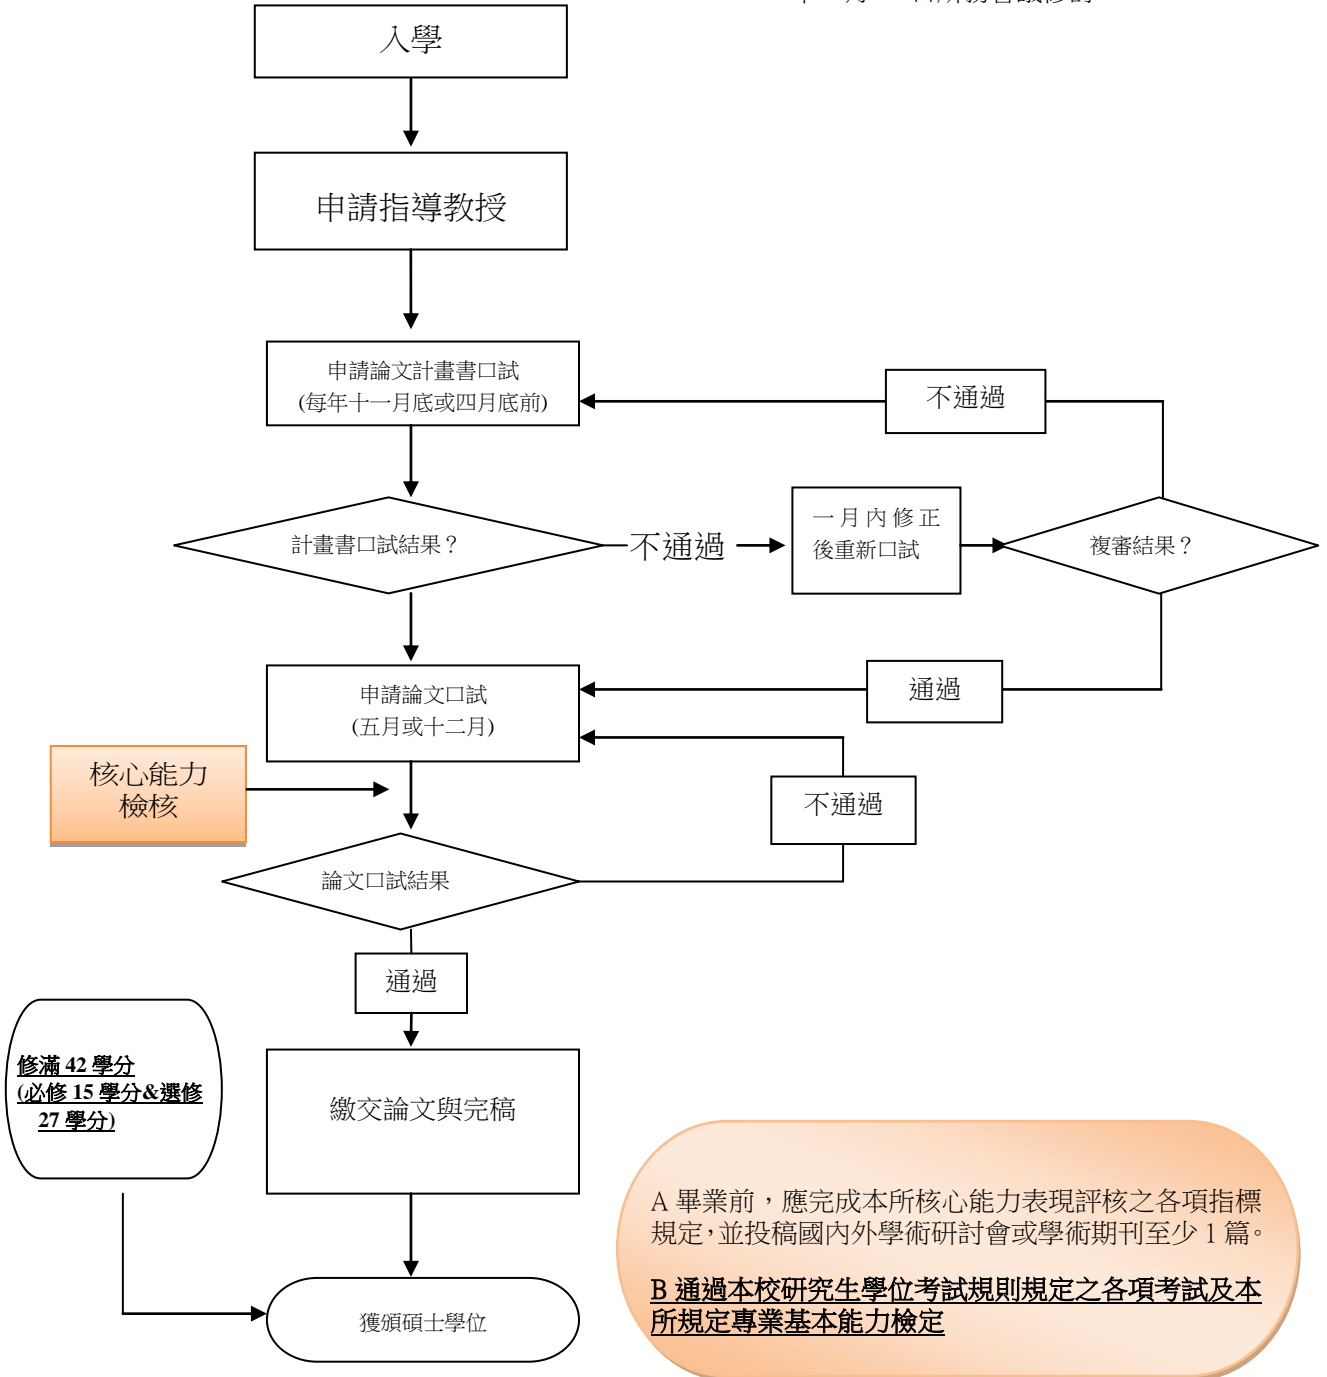 入學
申請指導教授
申請論文計畫書口試
(每年十一月底或四月底前)
不通過
計畫書口試結果？
不通過
一月內修正
後重新口試
複審結果？
申請論文口試
(五月或十二月)
通過
核心能力
檢核
不通過
論文口試結果
通過
修滿 42 學分
(必修 15 學分&選修
27 學分)
繳交論文與完稿
A 畢業前，應完成本所核心能力表現評核之各項指標
規定，並投稿國內外學術研討會或學術期刊至少 1 篇。
B 通過本校研究生學位考試規則規定之各項考試及本
所規定專業基本能力檢定
獲頒碩士學位